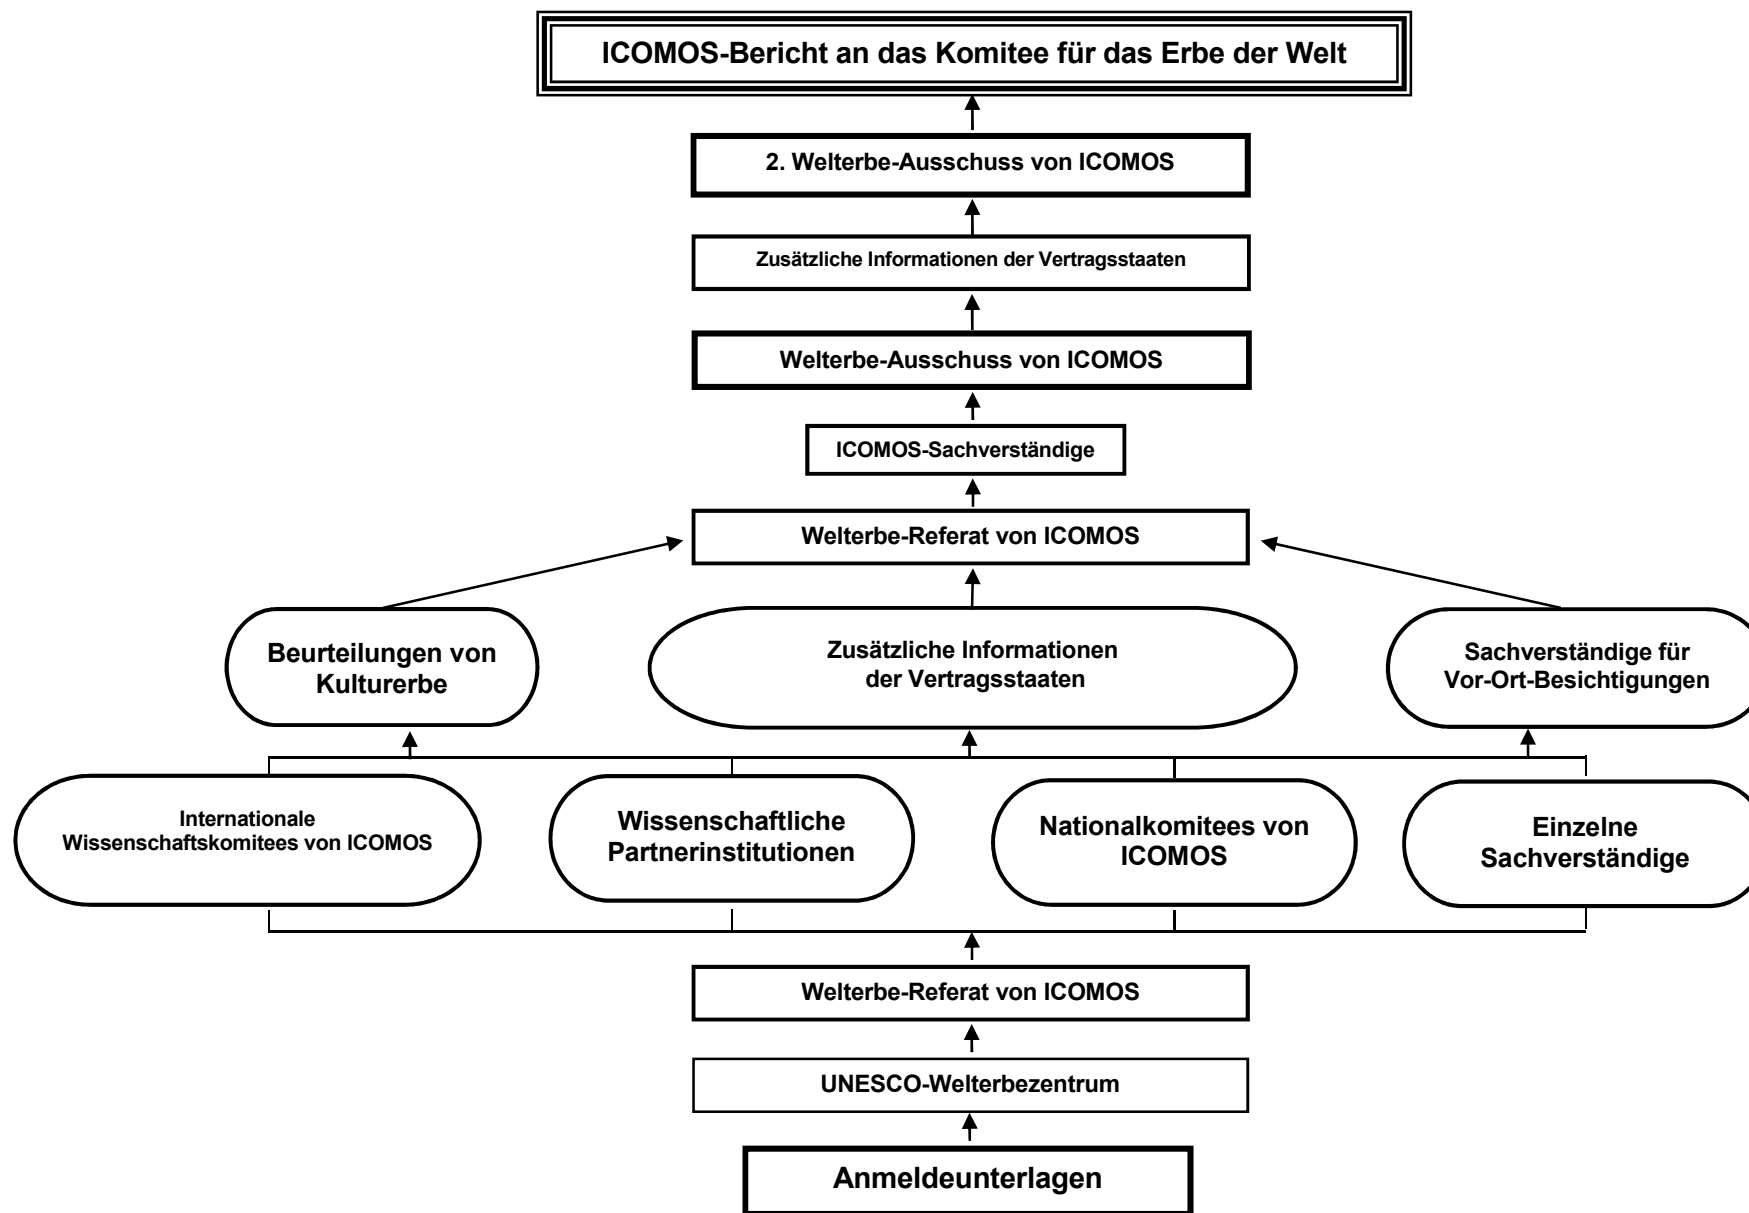 ICOMOS-Bericht an das Komitee für das Erbe der Welt
2. Welterbe-Ausschuss von ICOMOS
Zusätzliche Informationen der Vertragsstaaten
Welterbe-Ausschuss von ICOMOS
ICOMOS-Sachverständige
Welterbe-Referat von ICOMOS
Beurteilungen von
Kulturerbe
Zusätzliche Informationen
der Vertragsstaaten
Sachverständige für
Vor-Ort-Besichtigungen
Internationale
Wissenschaftskomitees von ICOMOS
Wissenschaftliche
Partnerinstitutionen
Nationalkomitees von
ICOMOS
Einzelne
Sachverständige
Welterbe-Referat von ICOMOS
UNESCO-Welterbezentrum
Anmeldeunterlagen